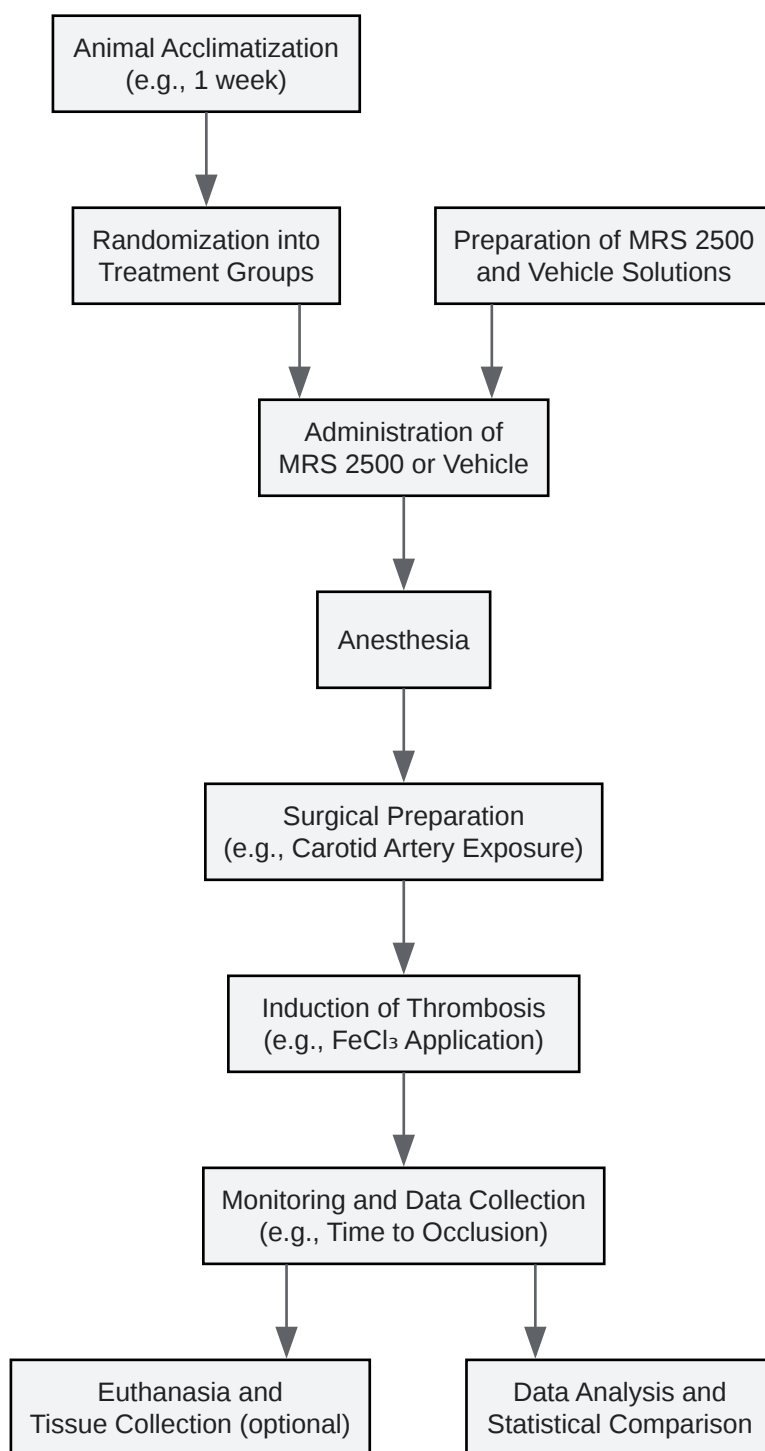 Animal Acclimatization
(e.g., 1 week)
Randomization into
Treatment Groups
Preparation of MRS 2500
and Vehicle Solutions
Administration of
MRS 2500 or Vehicle
Anesthesia
Surgical Preparation
(e.g., Carotid Artery Exposure)
Induction of Thrombosis
(e.g., FeCl₃ Application)
Monitoring and Data Collection
(e.g., Time to Occlusion)
Euthanasia and
Tissue Collection (optional)
Data Analysis and
Statistical Comparison